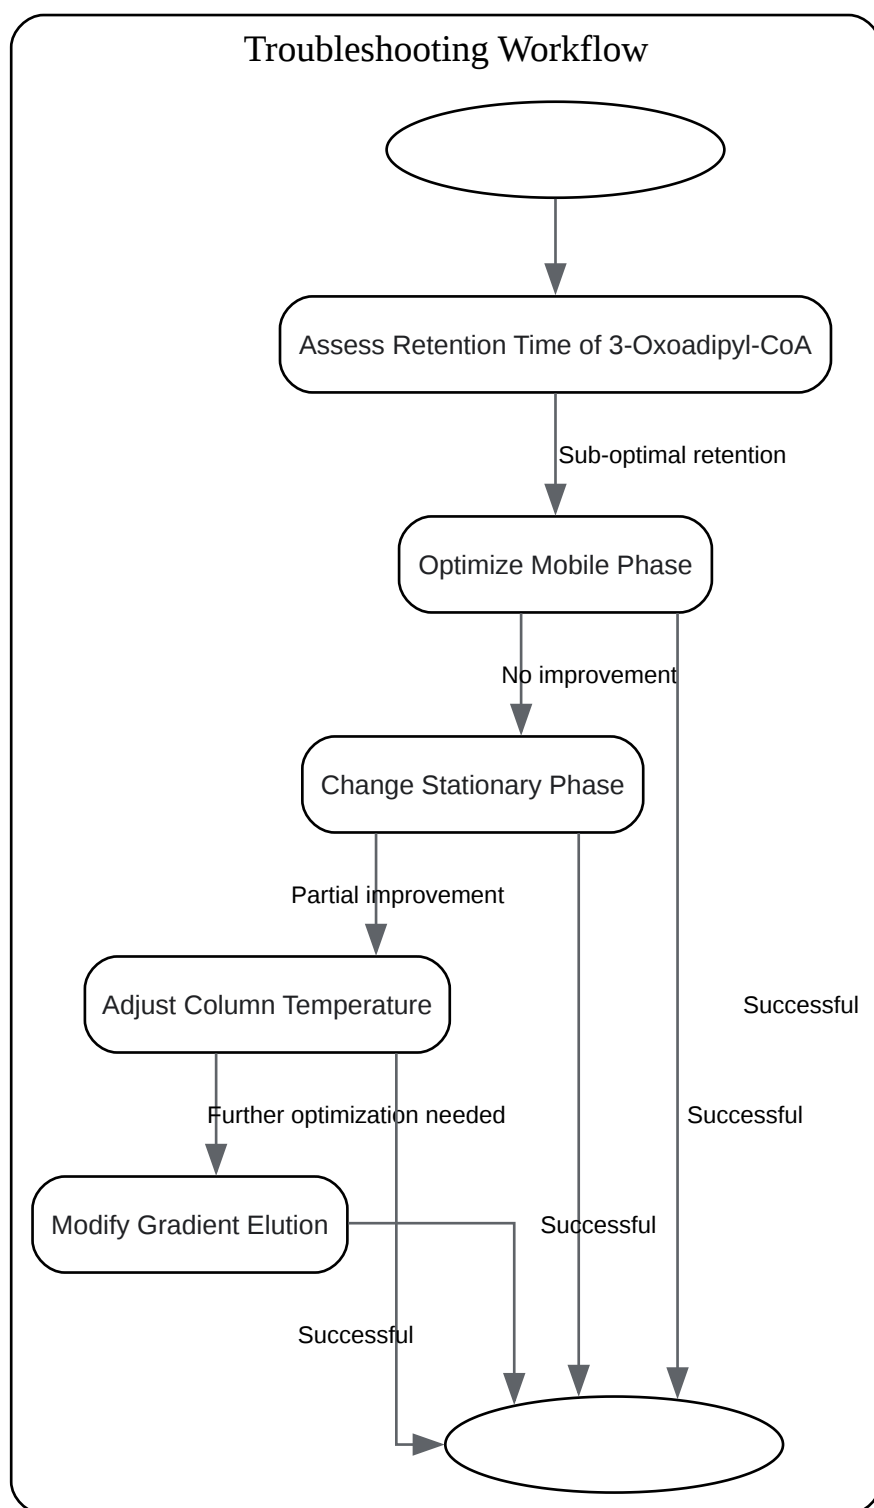 Troubleshooting Workflow
Assess Retention Time of 3-Oxoadipyl-CoA
Sub-optimal retention
Optimize Mobile Phase
No improvement
Change Stationary Phase
Partial improvement
Adjust Column Temperature
Successful
Further optimization needed
Successful
Modify Gradient Elution
Successful
Successful